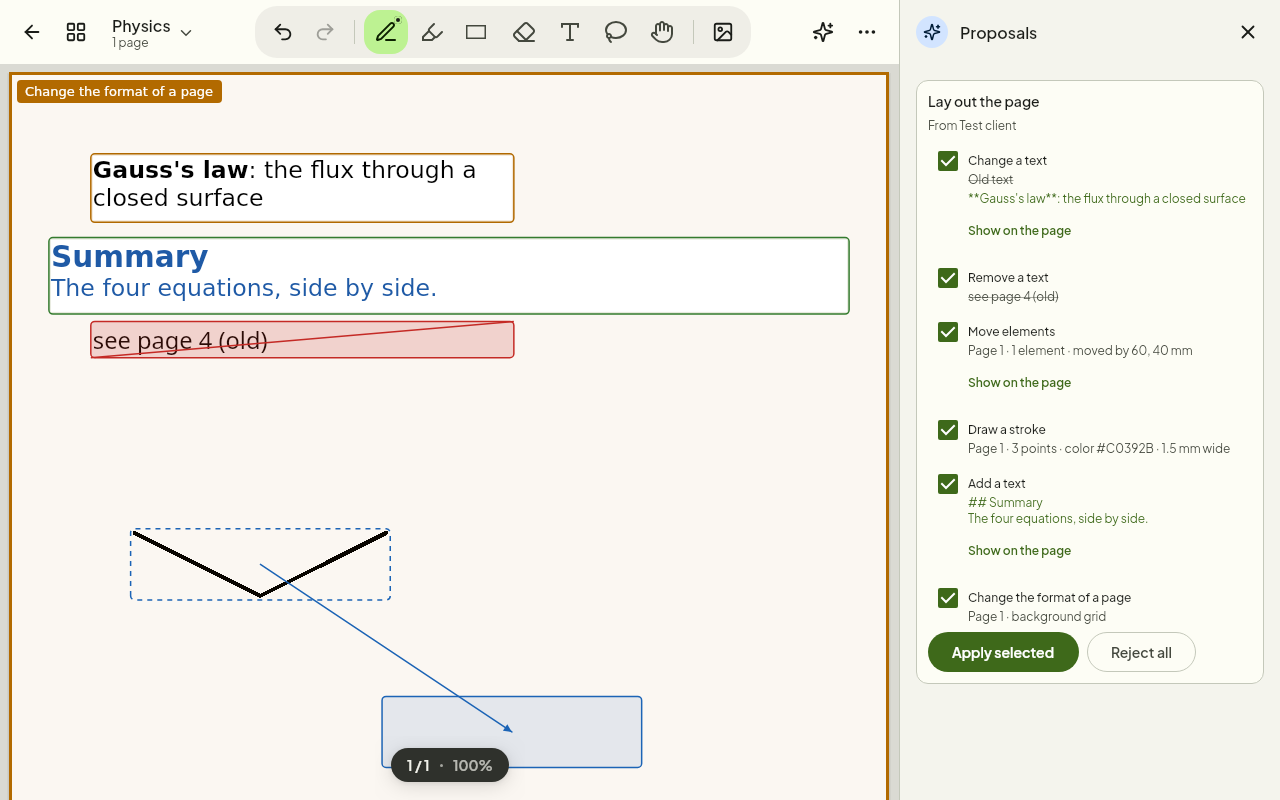 Physics
1 page
Proposals
Change the format of a page
Gauss's law: the flux through a
closed surface
Summary
The four equations, side by side.
see page 4 (old)
1 / 1 · 100%
Lay out the page
From Test client
Change a text
Old text
**Gauss's law**: the flux through a closed surface
Show on the page
Remove a text
see page 4 (old)
Move elements
Page 1 · 1 element · moved by 60, 40 mm
Show on the page
Draw a stroke
Page 1 · 3 points · color #C0392B · 1.5 mm wide
Add a text
## Summary
The four equations, side by side.
Show on the page
Change the format of a page
Page 1 · background grid
Apply selected
Reject all